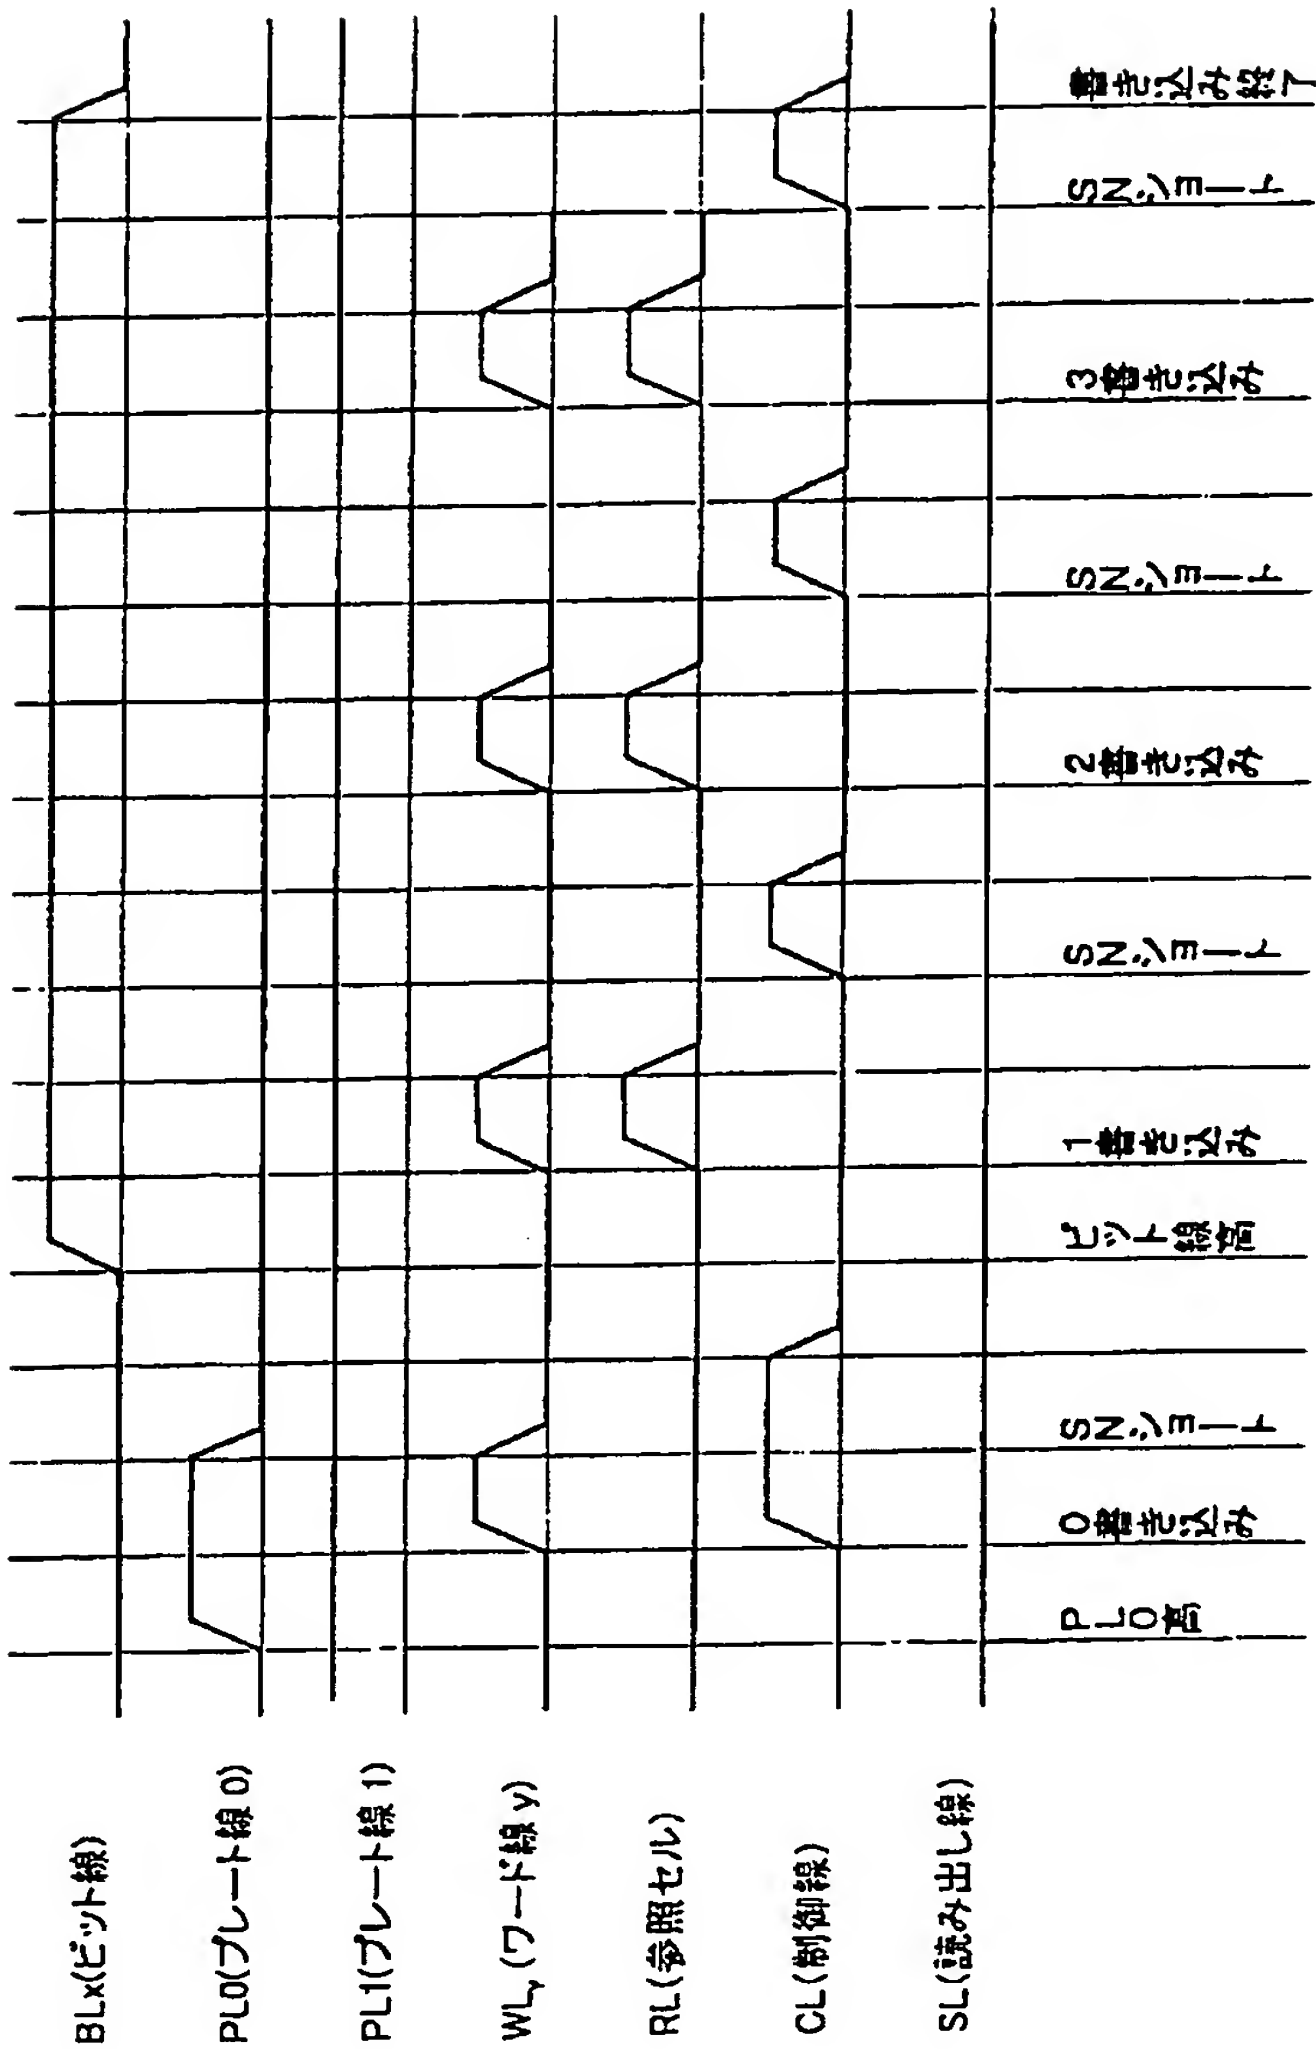 BLx(ビット線)
PL0(プレート線 0)
PL1(プレート線 1)
WLy(ワード線 y)
RL(参照セル)
CL(制御線)
SL(読み出し線)
PL0高
0書き込み
SNショート
ビット線高
1書き込み
SNショート
2書き込み
SNショート
3書き込み
SNショート
書き込み終了